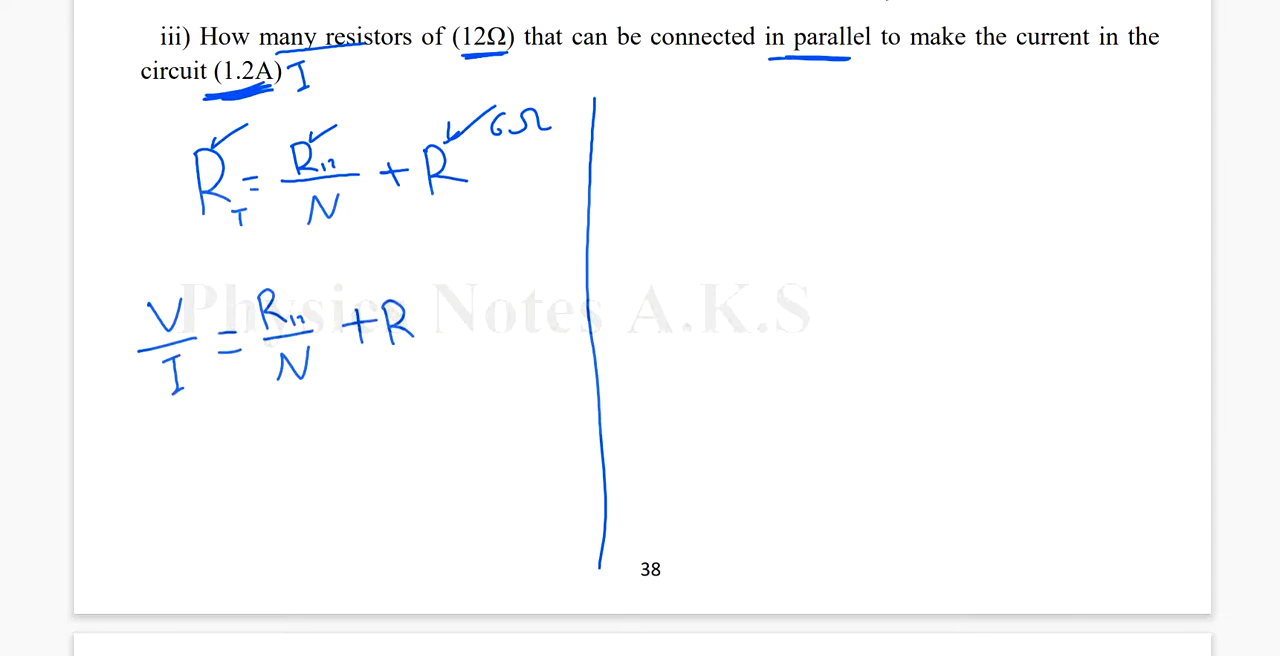 iii) How many resistors of (12Ω) that can be connected in parallel to make the current in the
circuit (1.2A) I
R_T = R_12 / N + R 6Ω
V / I = R_12 / N + R
Physics Notes A.K.S
38